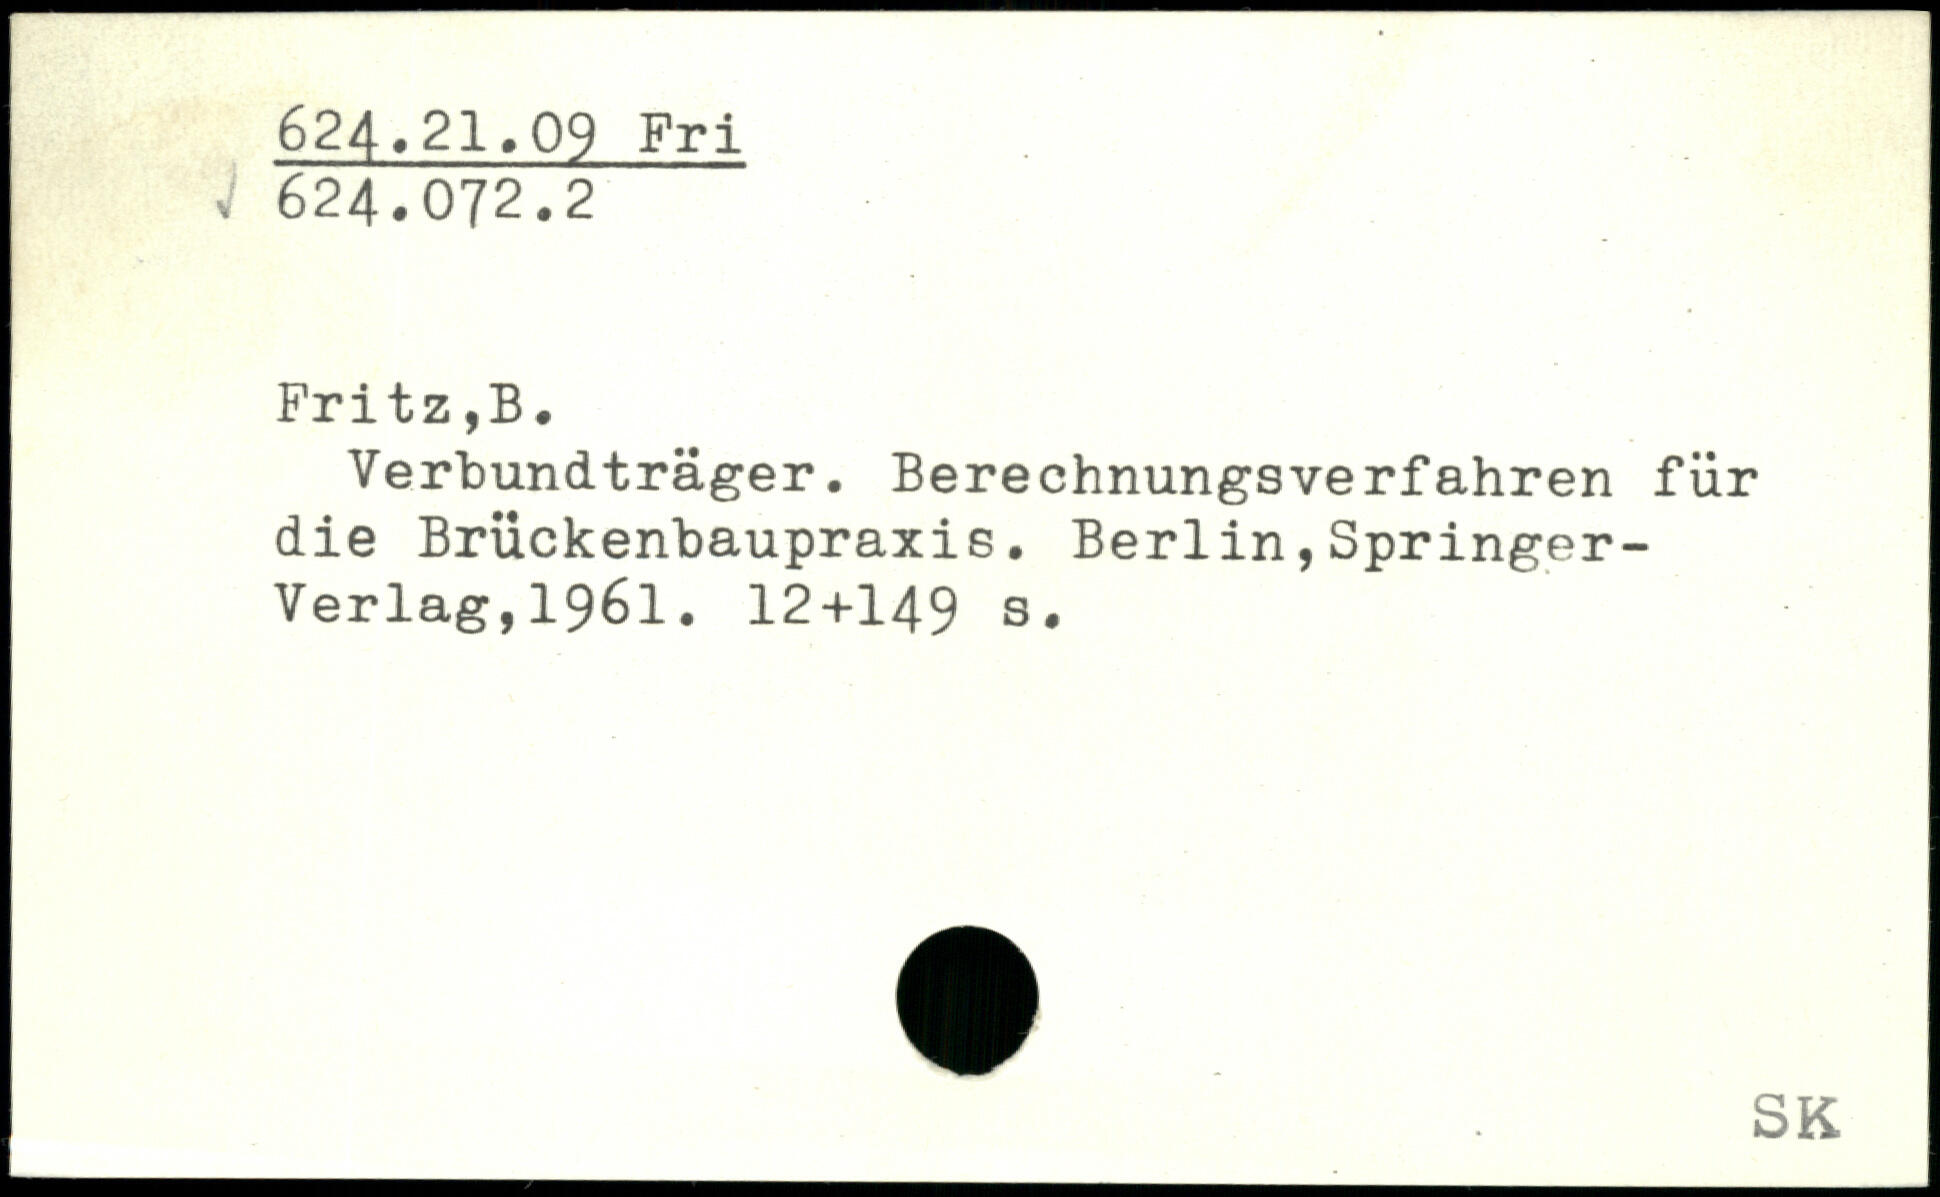 624.21.09 Fri
624.072.2
Fritz,B.
Verbundträger. Berechnungsverfahren für
die Brückenbaupraxis. Berlin,Springer-
Verlag,1961. 12+149 s.
SK